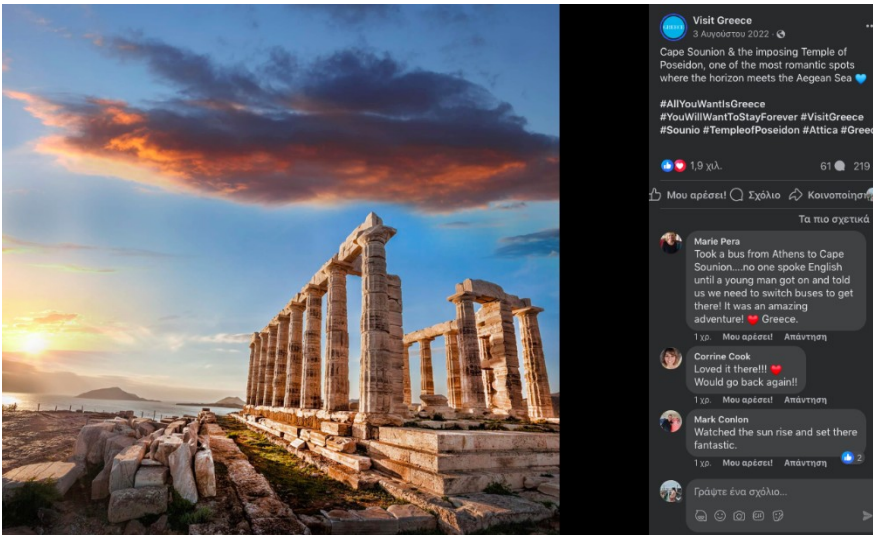 Visit Greece
3 Αυγούστου 2022 ·
Cape Sounion & the imposing Temple of
Poseidon, one of the most romantic spots
where the horizon meets the Aegean Sea 💙
#AllYouWantIsGreece
#YouWillWantToStayForever #VisitGreece
#Sounio #TempleofPoseidon #Attica #Greec
1,9 χιλ. 61 219
Μου αρέσει! Σχόλιο Κοινοποίηση
Τα πιο σχετικά
Marie Pera
Took a bus from Athens to Cape
Sounion....no one spoke English
until a young man got on and told
us we need to switch buses to get
there! It was an amazing
adventure! ❤️ Greece.
1 χρ. Μου αρέσει! Απάντηση
Corrine Cook
Loved it there!!! ❤️
Would go back again!!
1 χρ. Μου αρέσει! Απάντηση
Mark Conlon
Watched the sun rise and set there
fantastic.
2
1 χρ. Μου αρέσει! Απάντηση
Γράψτε ένα σχόλιο...
GIF